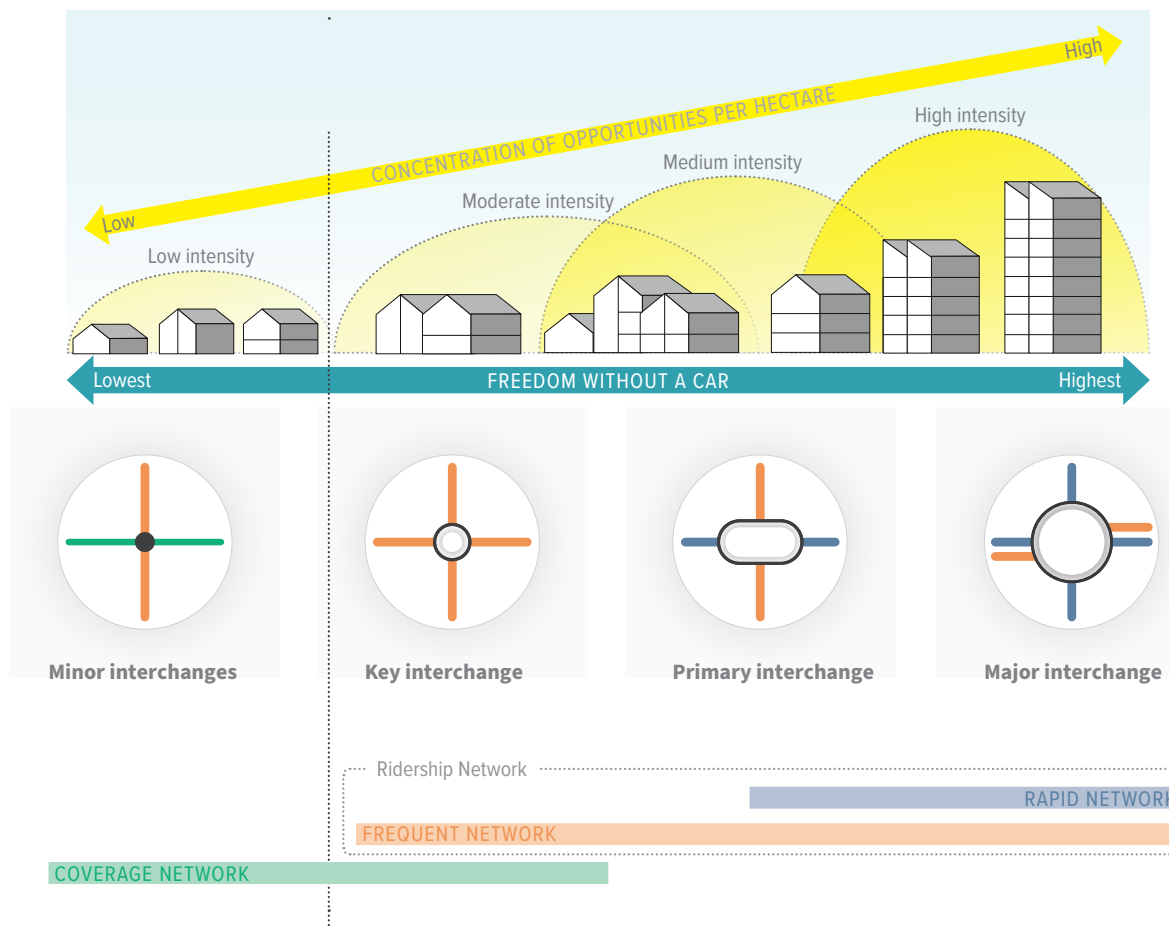 High
CONCENTRATION OF OPPORTUNITIES PER HECTARE
Low
High intensity
Medium intensity
Moderate intensity
Low intensity
Lowest
FREEDOM WITHOUT A CAR
Highest
Minor interchanges
Key interchange
Primary interchange
Major interchange
Ridership Network
RAPID NETWORK
FREQUENT NETWORK
COVERAGE NETWORK